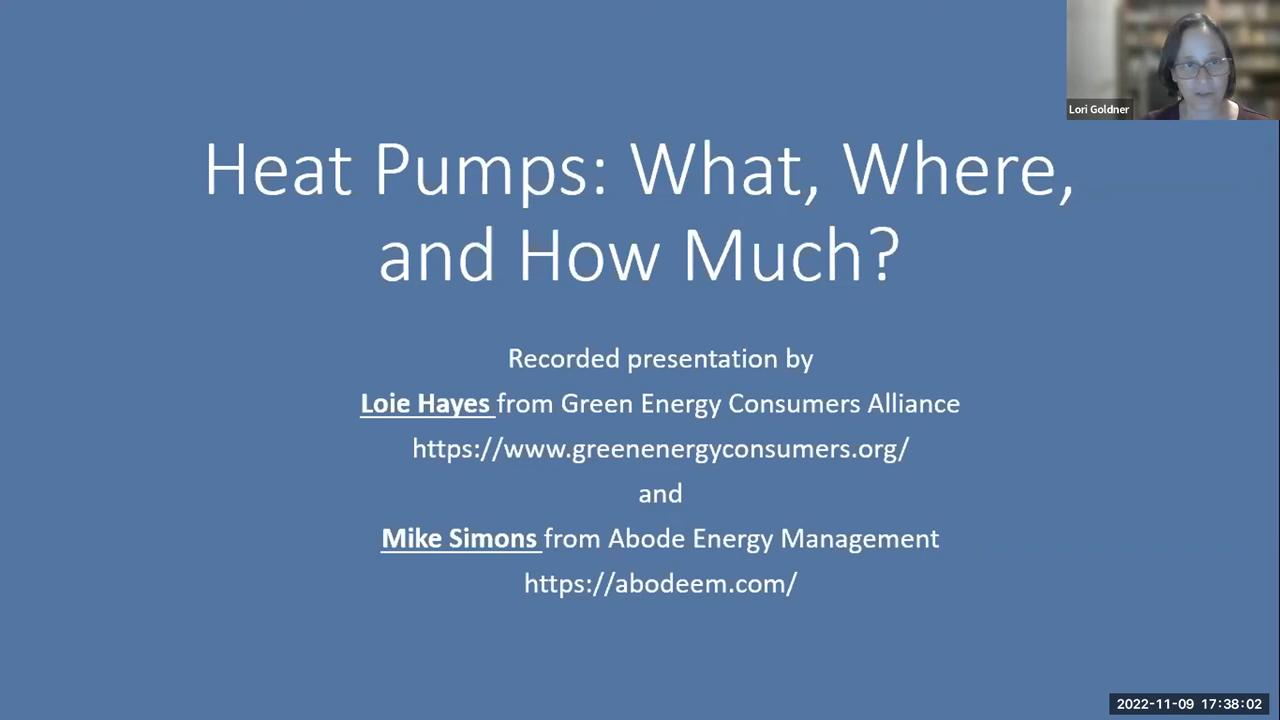 Lori Goldner
Heat Pumps: What, Where,
and How Much?
Recorded presentation by
Loie Hayes from Green Energy Consumers Alliance
https://www.greenenergyconsumers.org/
and
Mike Simons from Abode Energy Management
https://abodeem.com/
2022-11-09 17:38:02